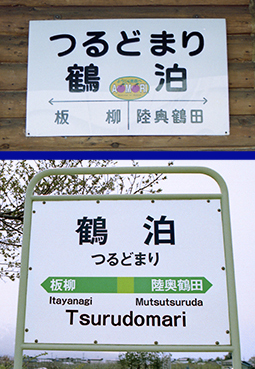 つるどまり
鶴 泊
板 柳 陸奥鶴田
鶴 泊
つるどまり
板柳 陸奥鶴田
Itayanagi Mutsutsuruda
Tsurudomari